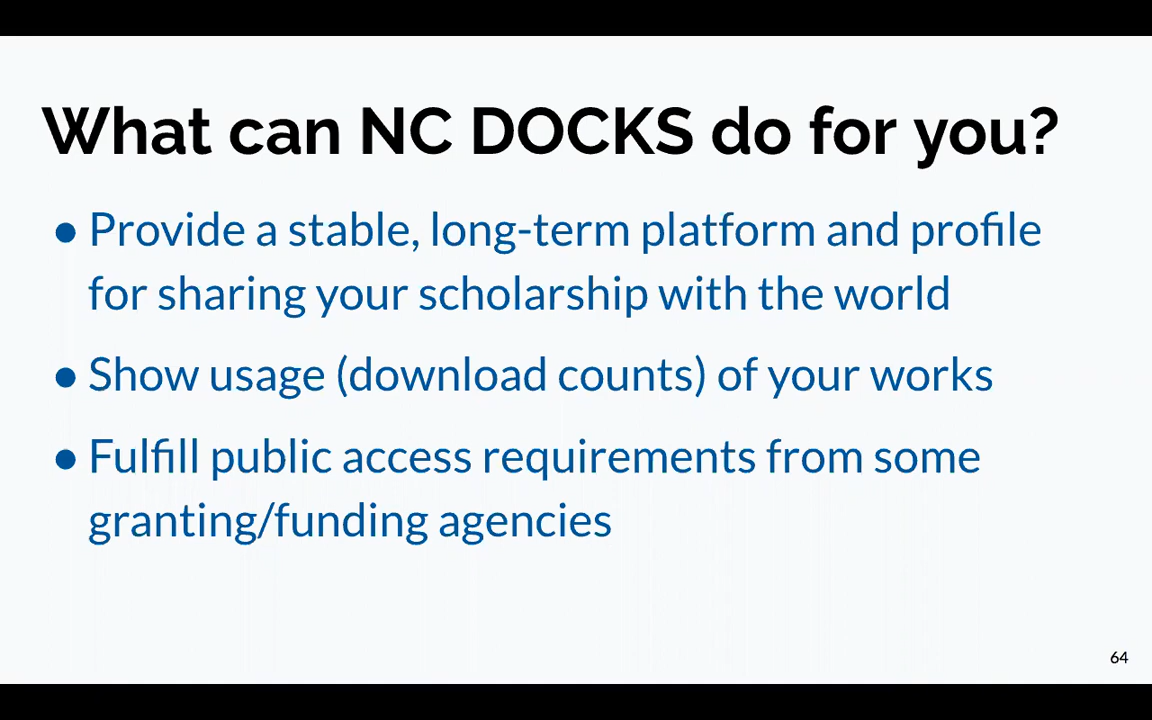 What can NC DOCKS do for you?
● Provide a stable, long-term platform and profile
for sharing your scholarship with the world
● Show usage (download counts) of your works
● Fulfill public access requirements from some
granting/funding agencies
64